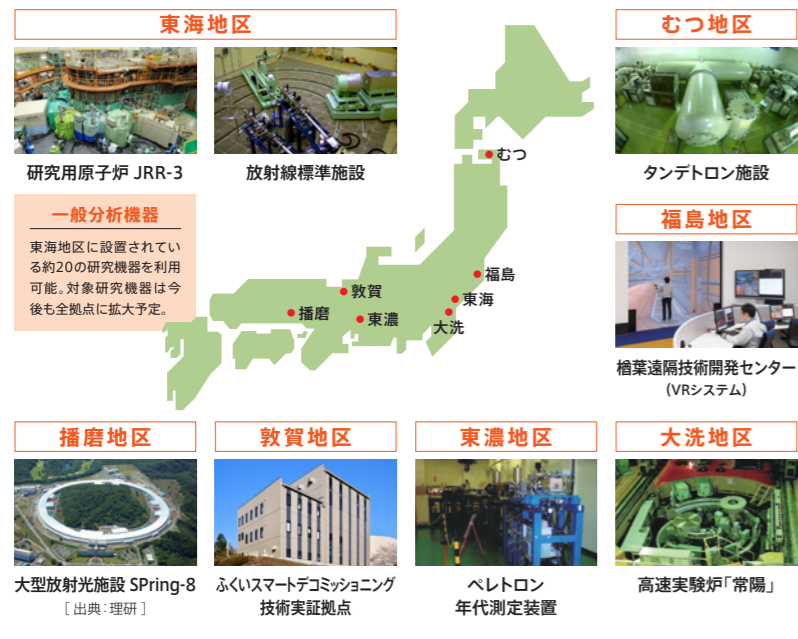 東海地区
研究用原子炉 JRR-3
放射線標準施設
一般分析機器
東海地区に設置されてい
る約20の研究機器を利用
可能。対象研究機器は今
後も全拠点に拡大予定。
むつ
福島
東海
大洗
敦賀
東濃
播磨
むつ地区
タンデトロン施設
福島地区
楢葉遠隔技術開発センター
(VRシステム)
播磨地区
大型放射光施設 SPring-8
[ 出典:理研 ]
敦賀地区
ふくいスマートデコミッショニング
技術実証拠点
東濃地区
ペレトロン
年代測定装置
大洗地区
高速実験炉「常陽」